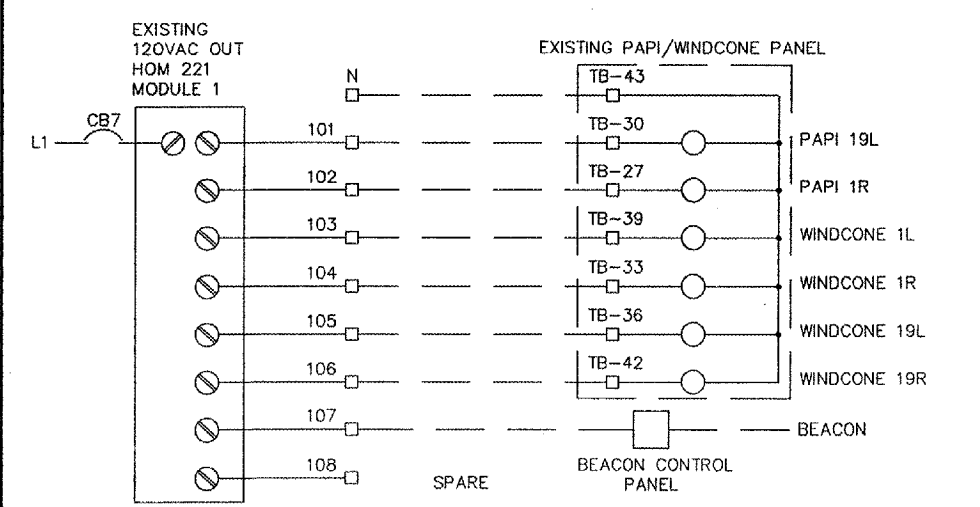 EXISTING
120VAC OUT
HOM 221
MODULE 1
EXISTING PAPI/WINDCONE PANEL
N
TB-43
L1
CB7
101
TB-30
PAPI 19L
102
TB-27
PAPI 1R
103
TB-39
WINDCONE 1L
104
TB-33
WINDCONE 1R
105
TB-36
WINDCONE 19L
106
TB-42
WINDCONE 19R
107
BEACON
108
SPARE
BEACON CONTROL
PANEL